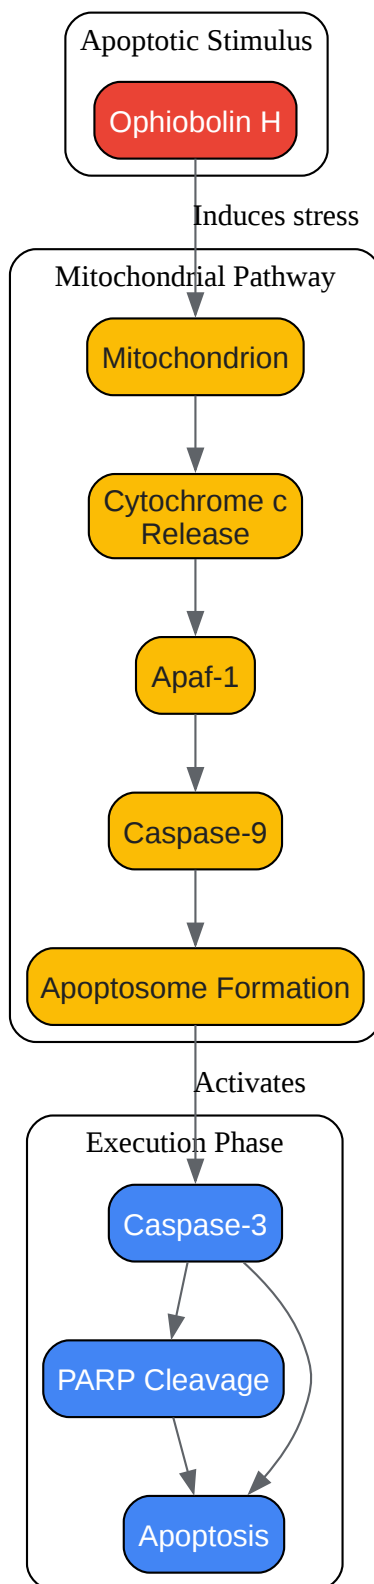 Apoptotic Stimulus
Ophiobolin H
Induces stress
Mitochondrial Pathway
Mitochondrion
Cytochrome c
Release
Apaf-1
Caspase-9
Apoptosome Formation
Activates
Execution Phase
Caspase-3
PARP Cleavage
Apoptosis